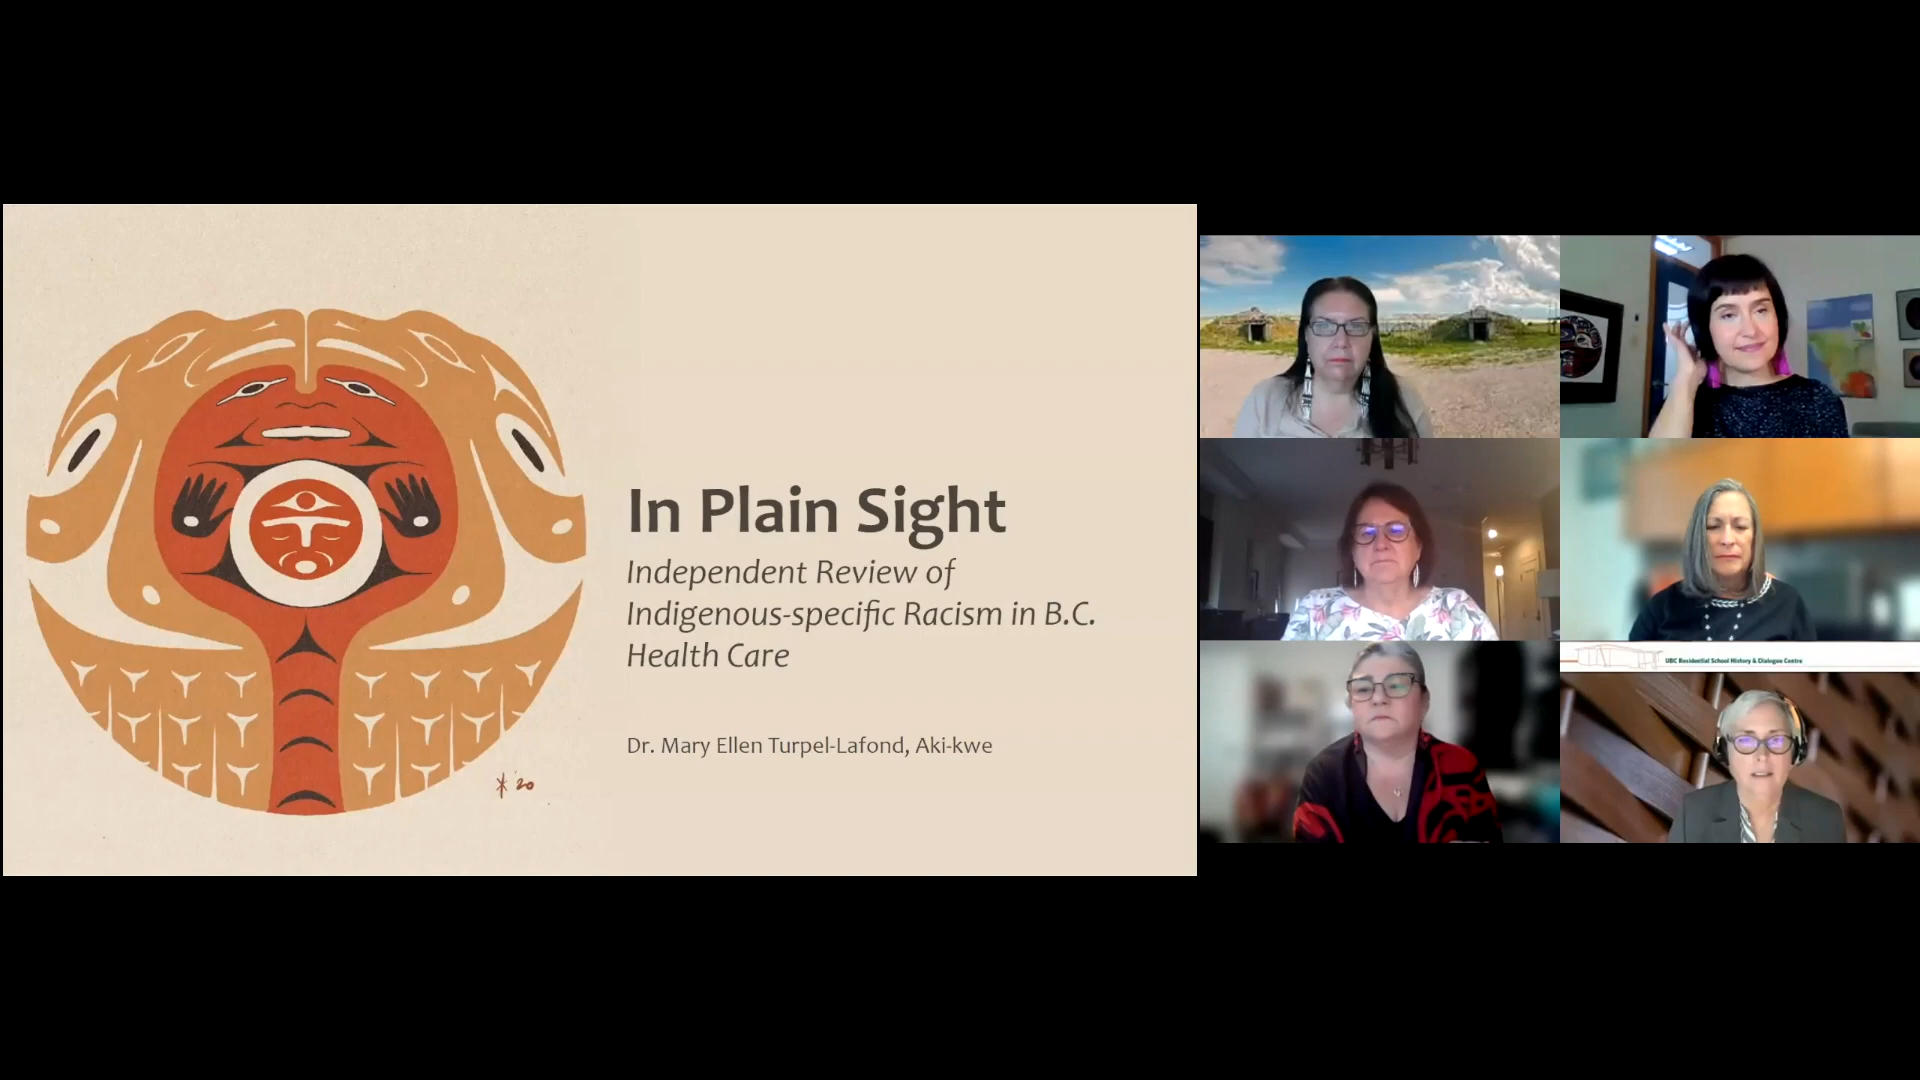 In Plain Sight
Independent Review of
Indigenous-specific Racism in B.C.
Health Care
Dr. Mary Ellen Turpel-Lafond, Aki-kwe
'20
UBC Residential School History & Dialogue Centre